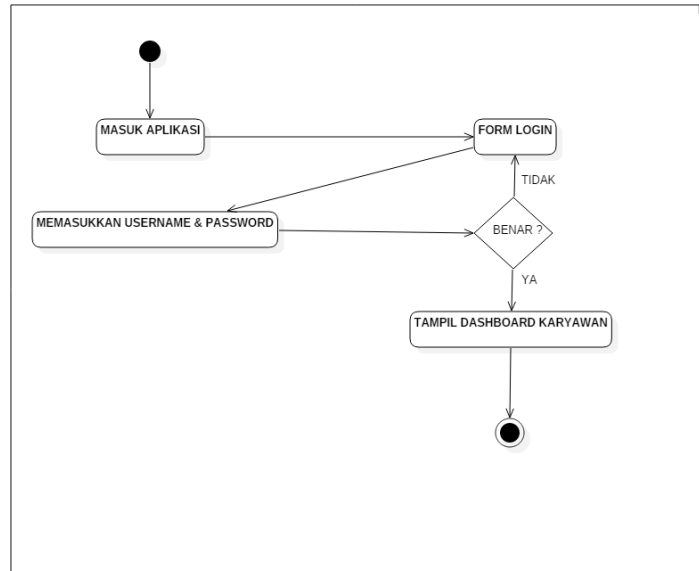 MASUK APLIKASI
FORM LOGIN
TIDAK
MEMASUKKAN USERNAME & PASSWORD
BENAR ?
YA
TAMPIL DASHBOARD KARYAWAN